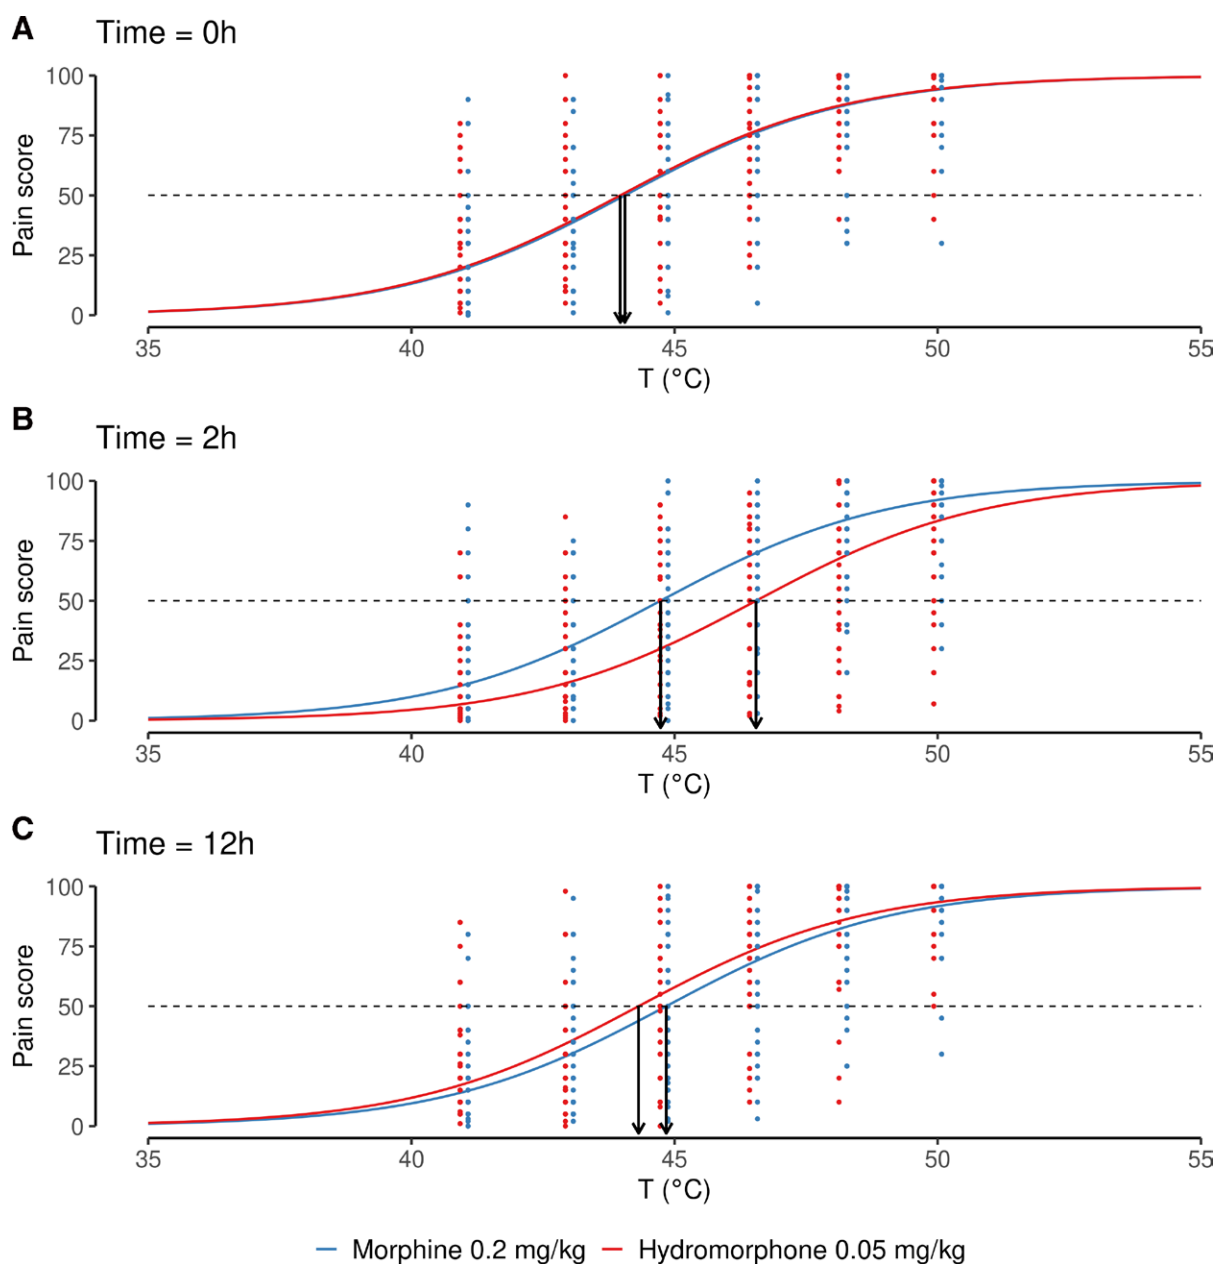 A
Time = 0h
Pain score
100
75
50
25
0
35 40 45 50 55
T (°C)
B
Time = 2h
Pain score
100
75
50
25
0
35 40 45 50 55
T (°C)
C
Time = 12h
Pain score
100
75
50
25
0
35 40 45 50 55
T (°C)
Morphine 0.2 mg/kg Hydromorphone 0.05 mg/kg